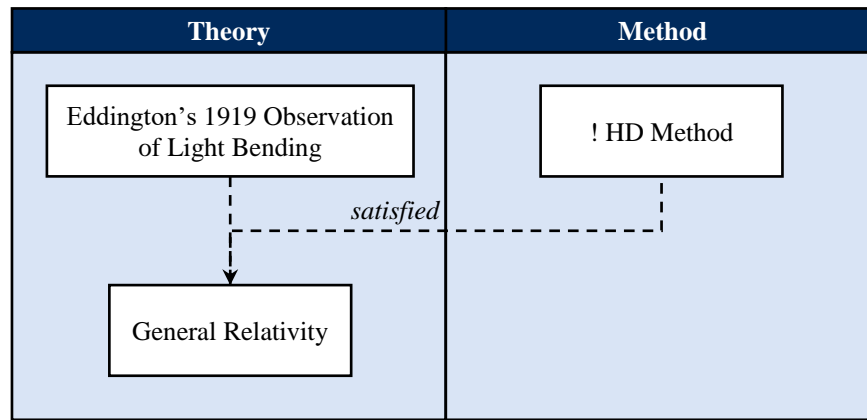 Theory
Method
Eddington’s 1919 Observation
of Light Bending
! HD Method
satisfied
General Relativity